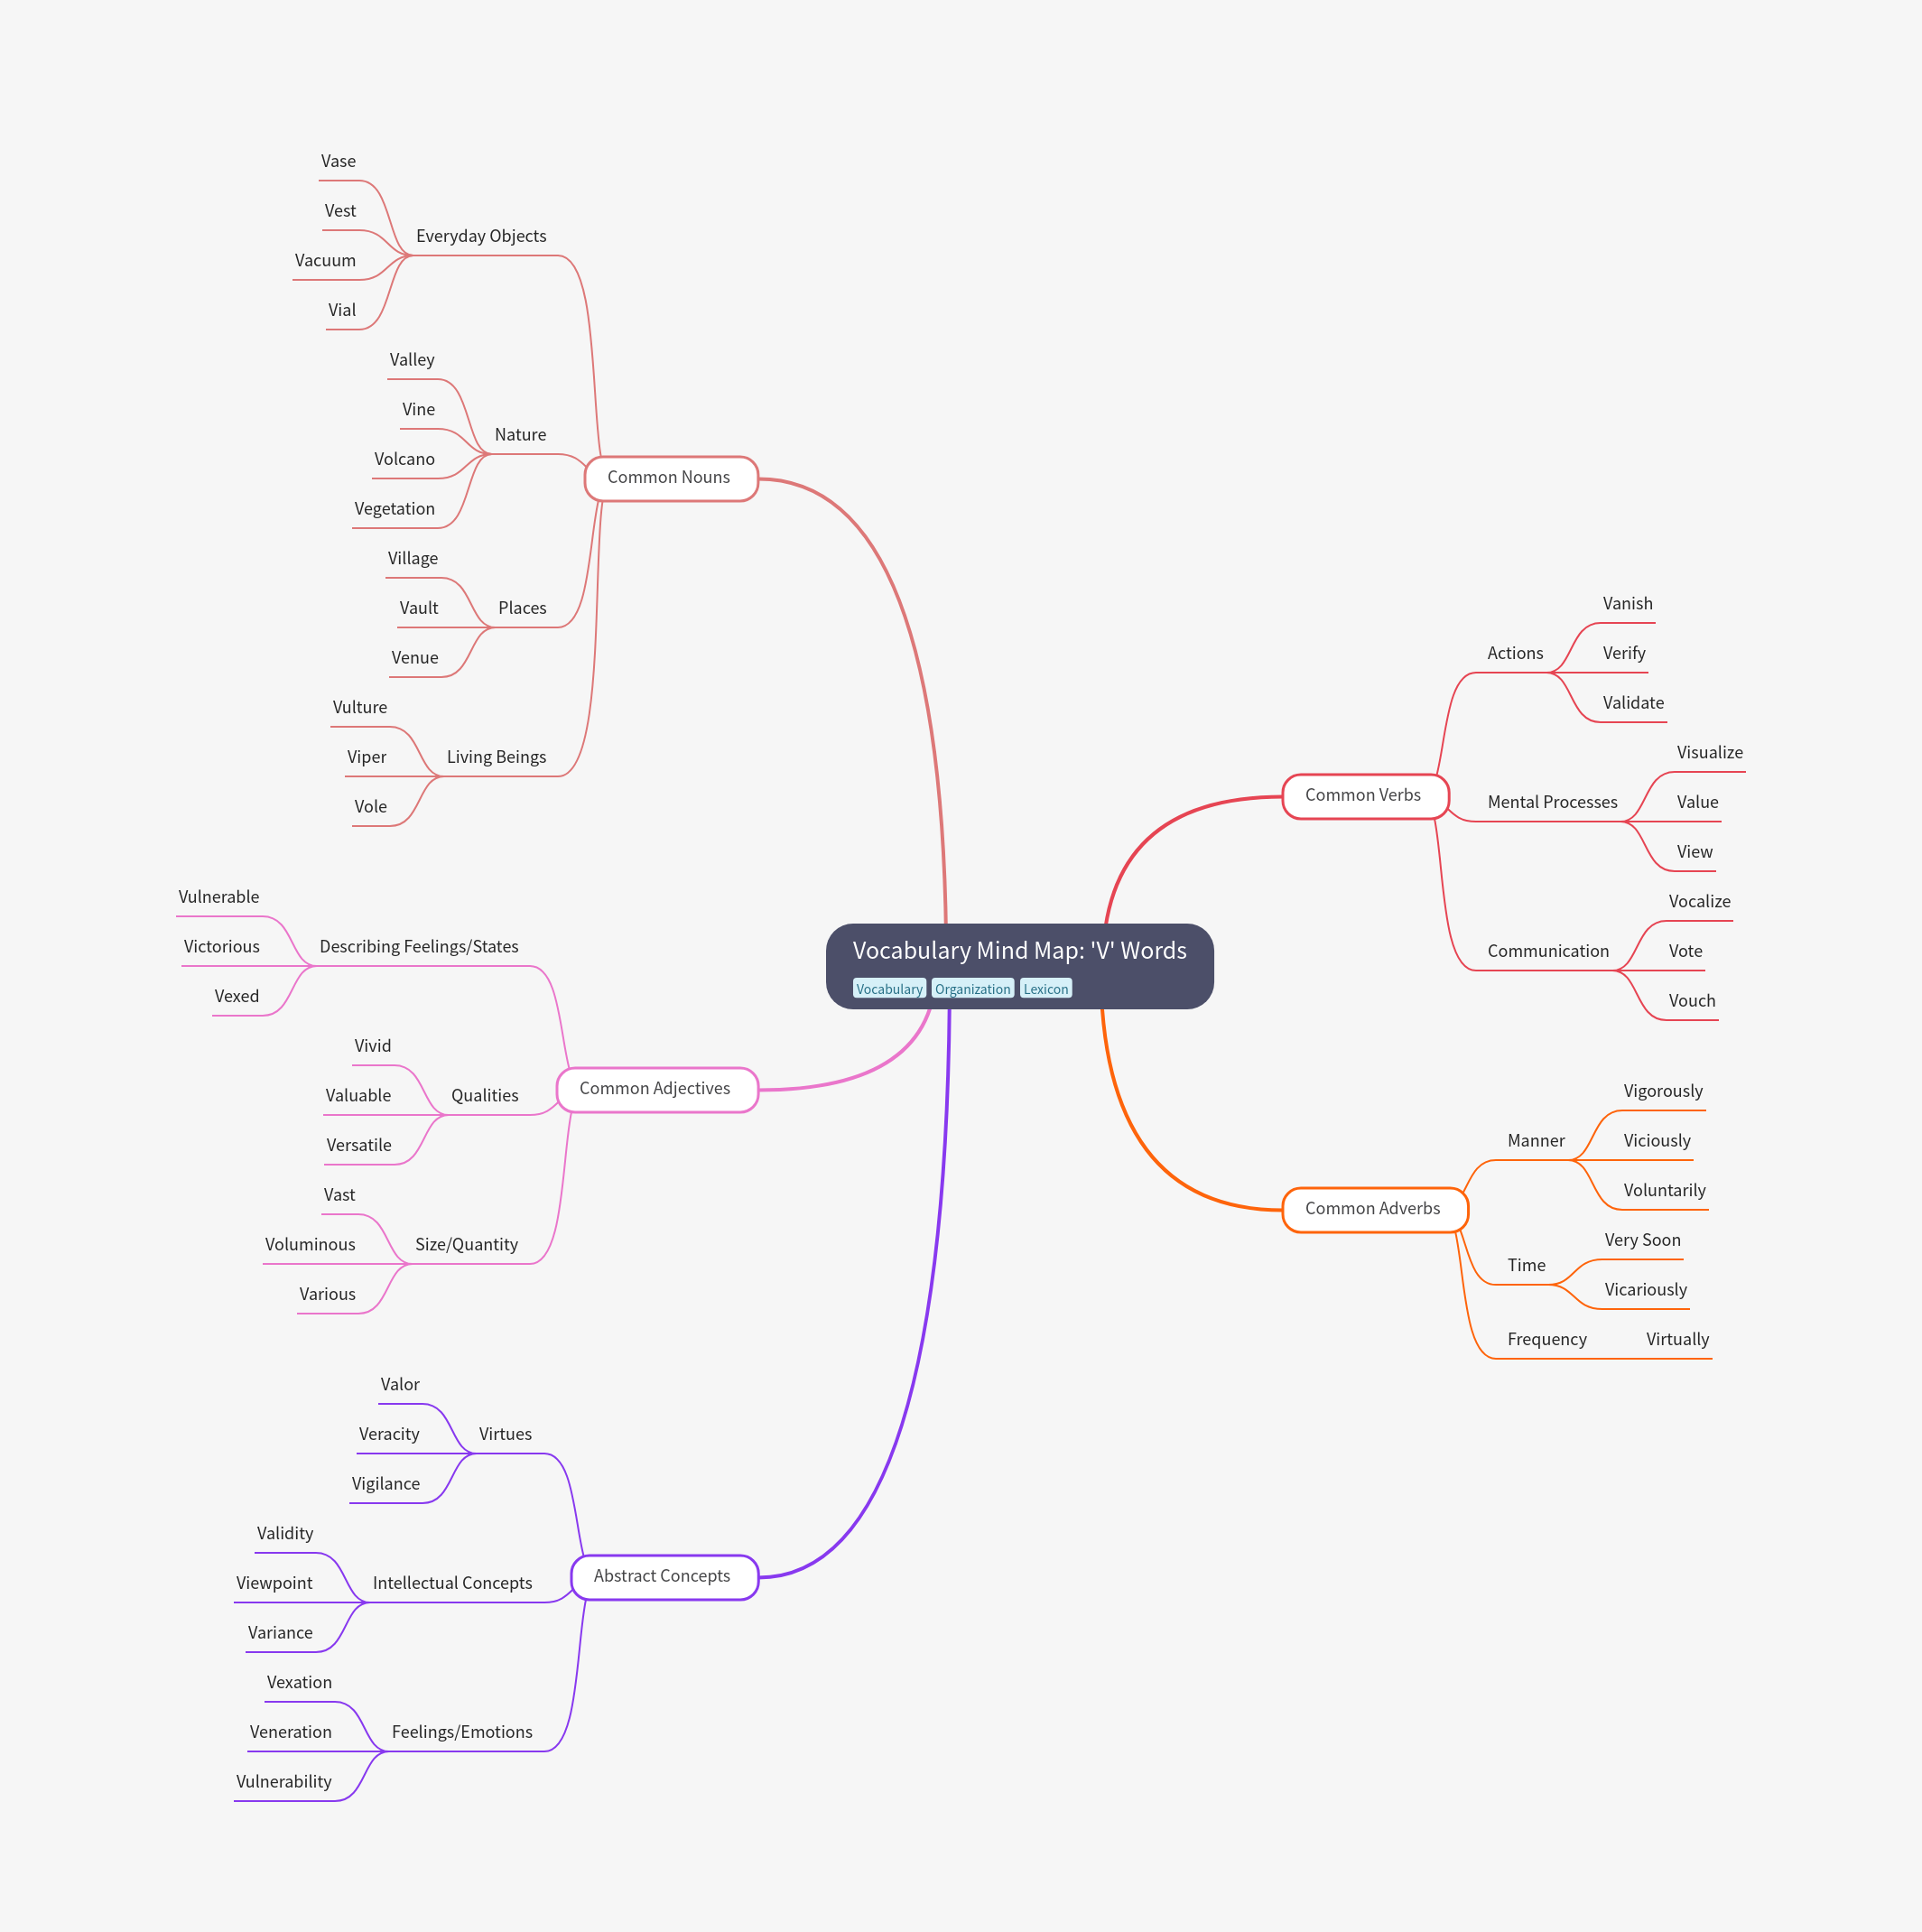 Vocabulary Mind Map: 'V' Words
Vocabulary Organization Lexicon
Common Nouns
Everyday Objects
Vase
Vest
Vacuum
Vial
Nature
Valley
Vine
Volcano
Vegetation
Places
Village
Vault
Venue
Living Beings
Vulture
Viper
Vole
Common Adjectives
Describing Feelings/States
Vulnerable
Victorious
Vexed
Qualities
Vivid
Valuable
Versatile
Size/Quantity
Vast
Voluminous
Various
Abstract Concepts
Virtues
Valor
Veracity
Vigilance
Intellectual Concepts
Validity
Viewpoint
Variance
Feelings/Emotions
Vexation
Veneration
Vulnerability
Common Verbs
Actions
Vanish
Verify
Validate
Mental Processes
Visualize
Value
View
Communication
Vocalize
Vote
Vouch
Common Adverbs
Manner
Vigorously
Viciously
Voluntarily
Time
Very Soon
Vicariously
Frequency
Virtually